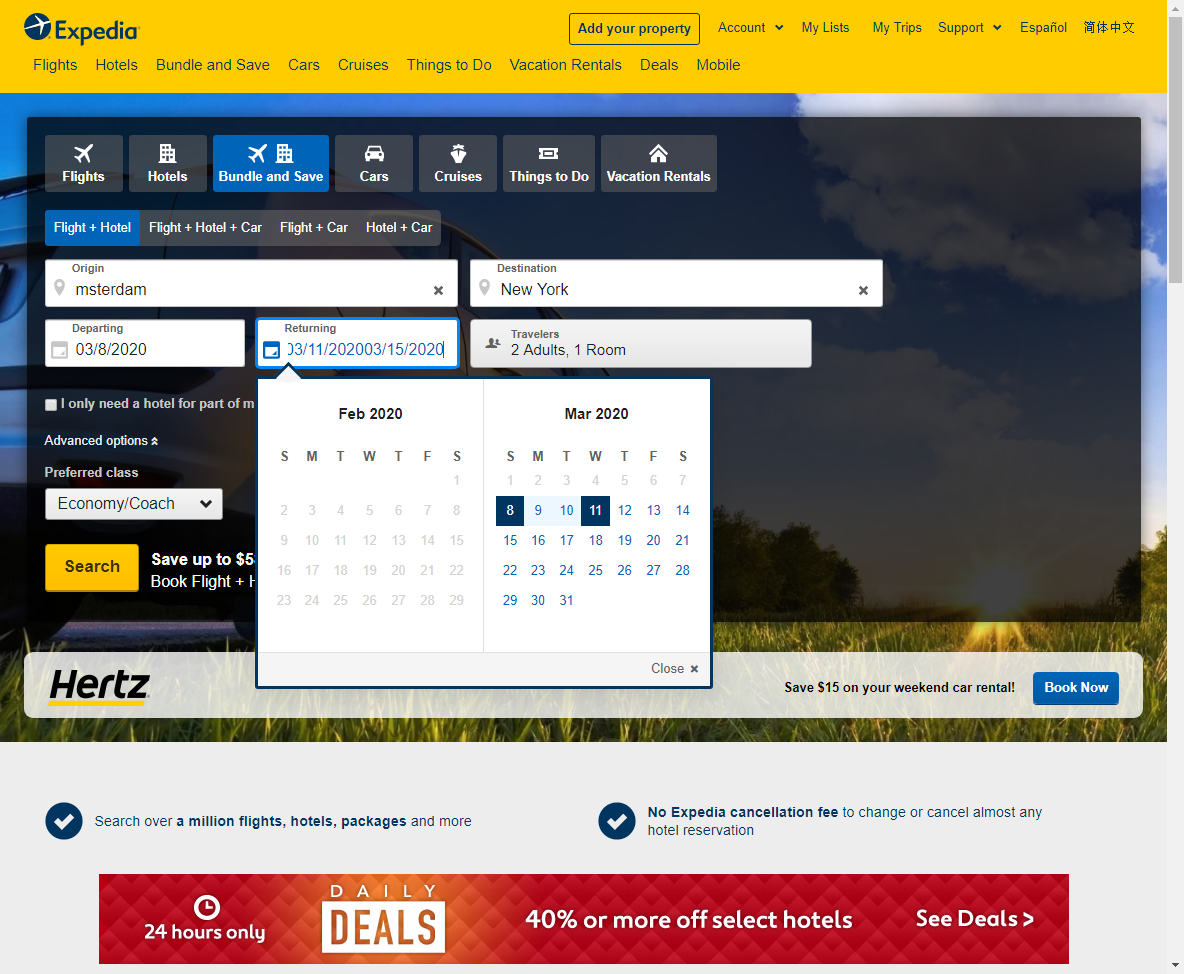 Expedia
Add your property
Account
My Lists
My Trips
Support
Español
简体中文
Flights
Hotels
Bundle and Save
Cars
Cruises
Things to Do
Vacation Rentals
Deals
Mobile
Flights
Hotels
Bundle and Save
Cars
Cruises
Things to Do
Vacation Rentals
Flight + Hotel
Flight + Hotel + Car
Flight + Car
Hotel + Car
Origin
msterdam
Destination
New York
Departing
03/8/2020
Returning
03/11/202003/15/2020
Travelers
2 Adults, 1 Room
I only need a hotel for part of m
Advanced options
Preferred class
Economy/Coach
Search
Save up to $5
Book Flight + H
Feb 2020
S M T W T F S
1
2 3 4 5 6 7 8
9 10 11 12 13 14 15
16 17 18 19 20 21 22
23 24 25 26 27 28 29
Mar 2020
S M T W T F S
1 2 3 4 5 6 7
8 9 10 11 12 13 14
15 16 17 18 19 20 21
22 23 24 25 26 27 28
29 30 31
Close
Hertz
Save $15 on your weekend car rental!
Book Now
Search over a million flights, hotels, packages and more
No Expedia cancellation fee to change or cancel almost any
hotel reservation
24 hours only
DAILY
DEALS
40% or more off select hotels
See Deals >